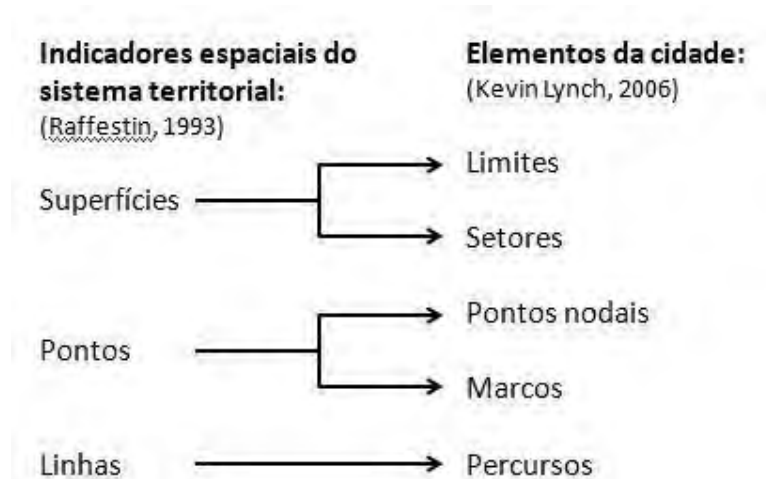 Indicadores espaciais do
sistema territorial:
(Raffestin, 1993)
Superfícies
Pontos
Linhas
Elementos da cidade:
(Kevin Lynch, 2006)
Limites
Setores
Pontos nodais
Marcos
Percursos